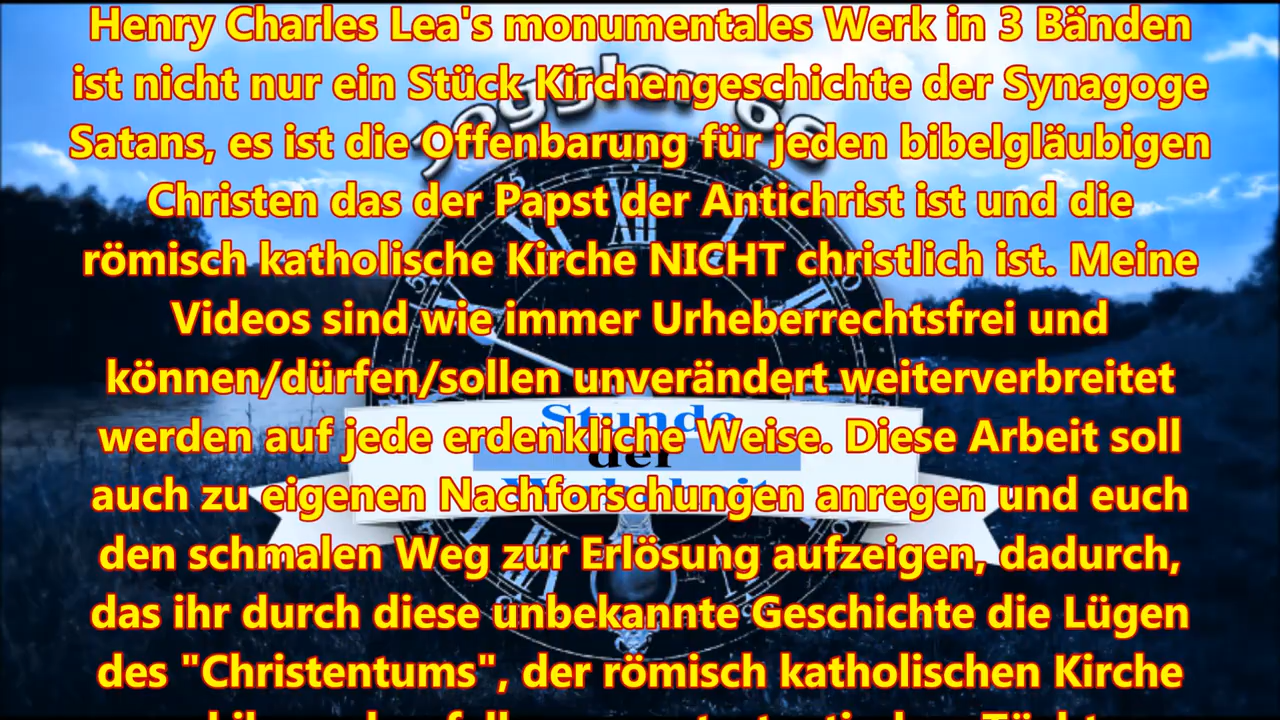 Henry Charles Lea's monumentales Werk in 3 Bänden
ist nicht nur ein Stück Kirchengeschichte der Synagoge
Satans, es ist die Offenbarung für jeden bibelgläubigen
Christen das der Papst der Antichrist ist und die
römisch katholische Kirche NICHT christlich ist. Meine
Videos sind wie immer Urheberrechtsfrei und
können/dürfen/sollen unverändert weiterverbreitet
werden auf jede erdenkliche Weise. Diese Arbeit soll
auch zu eigenen Nachforschungen anregen und euch
den schmalen Weg zur Erlösung aufzeigen, dadurch,
das ihr durch diese unbekannte Geschichte die Lügen
des "Christentums", der römisch katholischen Kirche
Stunde
der
XII